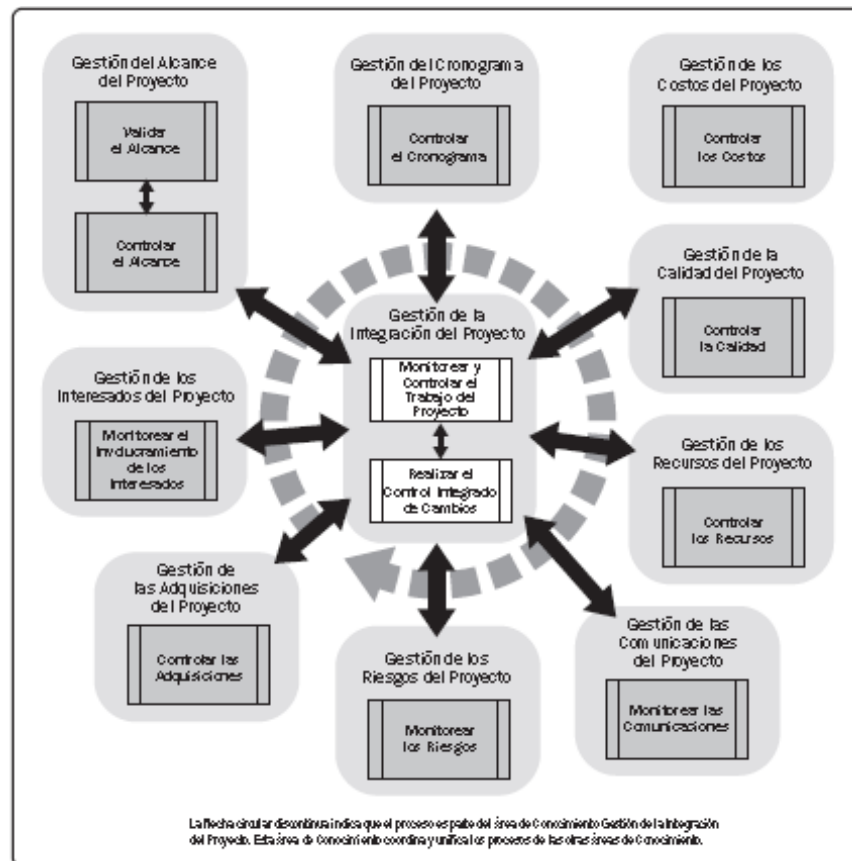 Gestión del Alcance
del Proyecto
Validar
el Alcance
Controlar
el Alcance
Gestión del Cronograma
del Proyecto
Controlar
el Cronograma
Gestión de los
Costos del Proyecto
Controlar
los Costos
Gestión de la
Calidad del Proyecto
Controlar
la Calidad
Gestión de la
Integración del Proyecto
Monitorear y
Controlar el
Trabajo del
Proyecto
Realizar el
Control Integrado
de Cambios
Gestión de los
Interesados del Proyecto
Monitorear el
Involucramiento
de los
Interesados
Gestión de los
Recursos del Proyecto
Controlar
los Recursos
Gestión de
las Adquisiciones
del Proyecto
Controlar las
Adquisiciones
Gestión de los
Riesgos del Proyecto
Monitorear
los Riesgos
Gestión de las
Comunicaciones
del Proyecto
Monitorear las
Comunicaciones
La flecha circular discontinua indica que el proceso es parte del área de Conocimiento Gestión de la Integración
del Proyecto. Esta área de Conocimiento coordina y unifica los procesos de las otras áreas de Conocimiento.